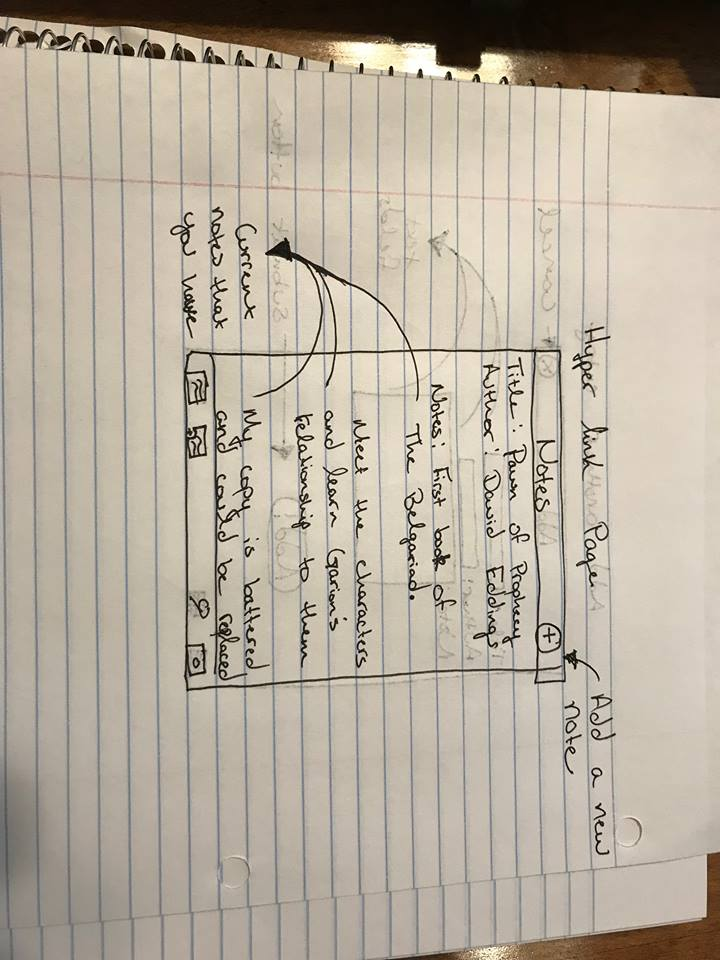 Hyper link Page
Add a new
note
Notes +
Title: Pawn of Prophecy
Author: David Eddings
Notes: First book of
The Belgariad.
Meet the characters
and learn Garion's
relationship to them
My copy is battered
and could be replaced
Current
notes that
you have